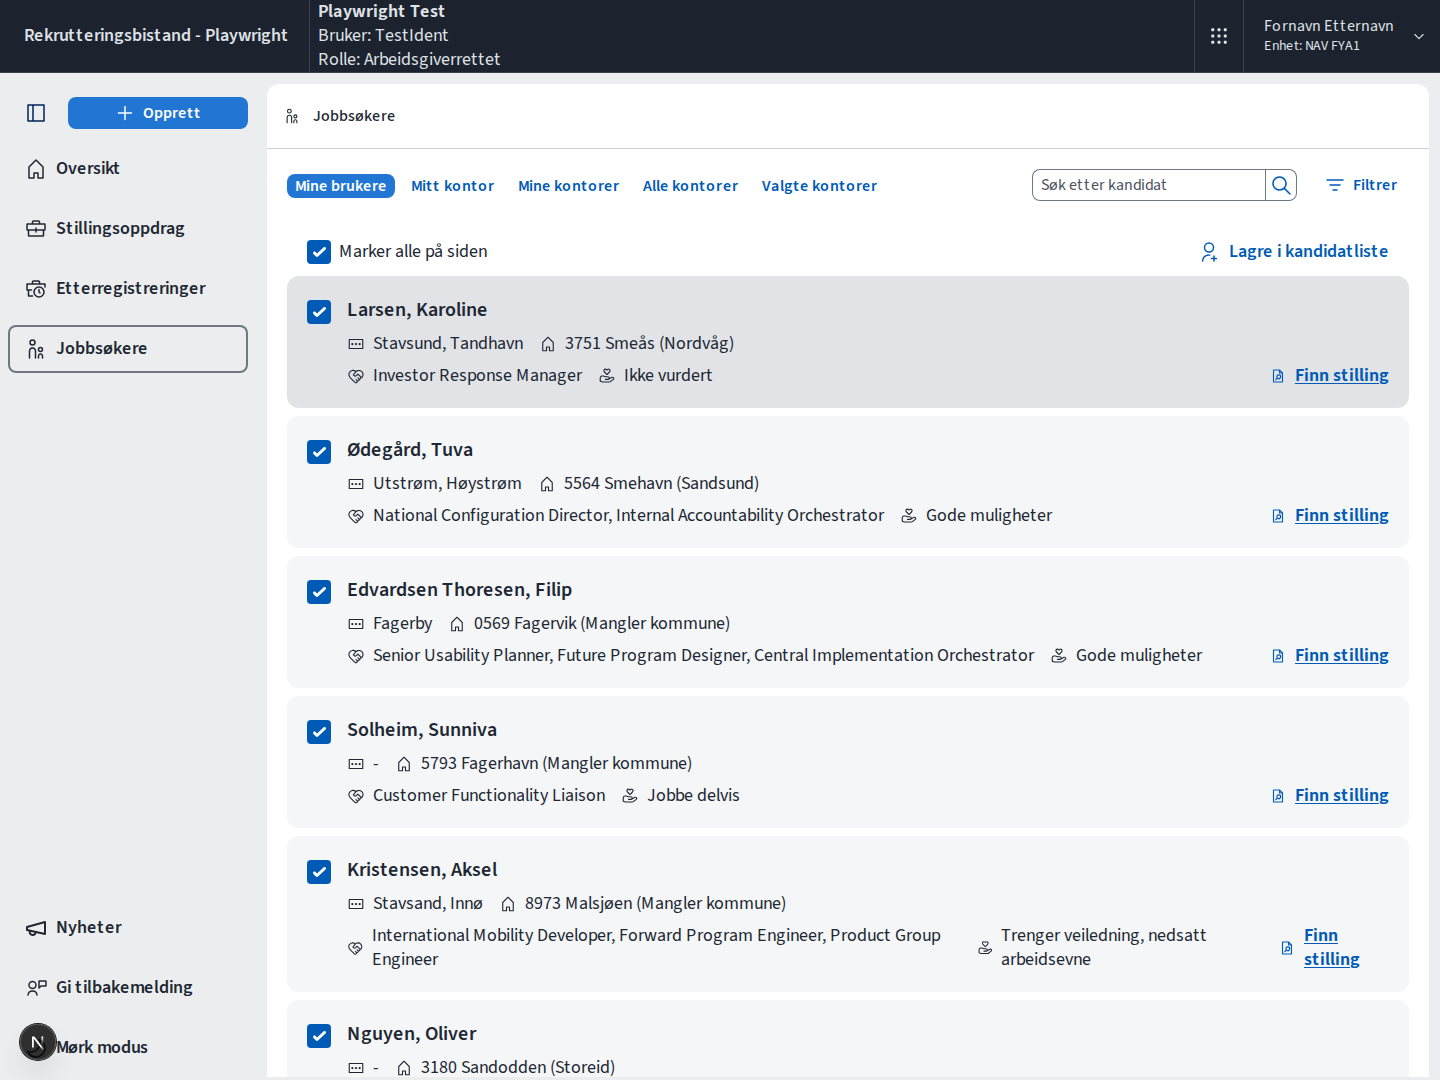 Rekrutteringsbistand - Playwright
Playwright Test
Bruker: TestIdent
Rolle: Arbeidsgiverrettet
Fornavn Etternavn
Enhet: NAV FYA1
Opprett
Oversikt
Stillingsoppdrag
Etterregistreringer
Jobbsøkere
Nyheter
Gi tilbakemelding
N
Mørk modus
Jobbsøkere
Mine brukere
Mitt kontor
Mine kontorer
Alle kontorer
Valgte kontorer
Søk etter kandidat
Filtrer
Marker alle på siden
Lagre i kandidatliste
Larsen, Karoline
Stavsund, Tandhavn
3751 Smeås (Nordvåg)
Investor Response Manager
Ikke vurdert
Finn stilling
Ødegård, Tuva
Utstrøm, Høystrøm
5564 Smehavn (Sandsund)
National Configuration Director, Internal Accountability Orchestrator
Gode muligheter
Finn stilling
Edvardsen Thoresen, Filip
Fagerby
0569 Fagervik (Mangler kommune)
Senior Usability Planner, Future Program Designer, Central Implementation Orchestrator
Gode muligheter
Finn stilling
Solheim, Sunniva
-
5793 Fagerhavn (Mangler kommune)
Customer Functionality Liaison
Jobbe delvis
Finn stilling
Kristensen, Aksel
Stavsand, Innø
8973 Malsjøen (Mangler kommune)
International Mobility Developer, Forward Program Engineer, Product Group
Engineer
Trenger veiledning, nedsatt
arbeidsevne
Finn
stilling
Nguyen, Oliver
-
3180 Sandodden (Storeid)